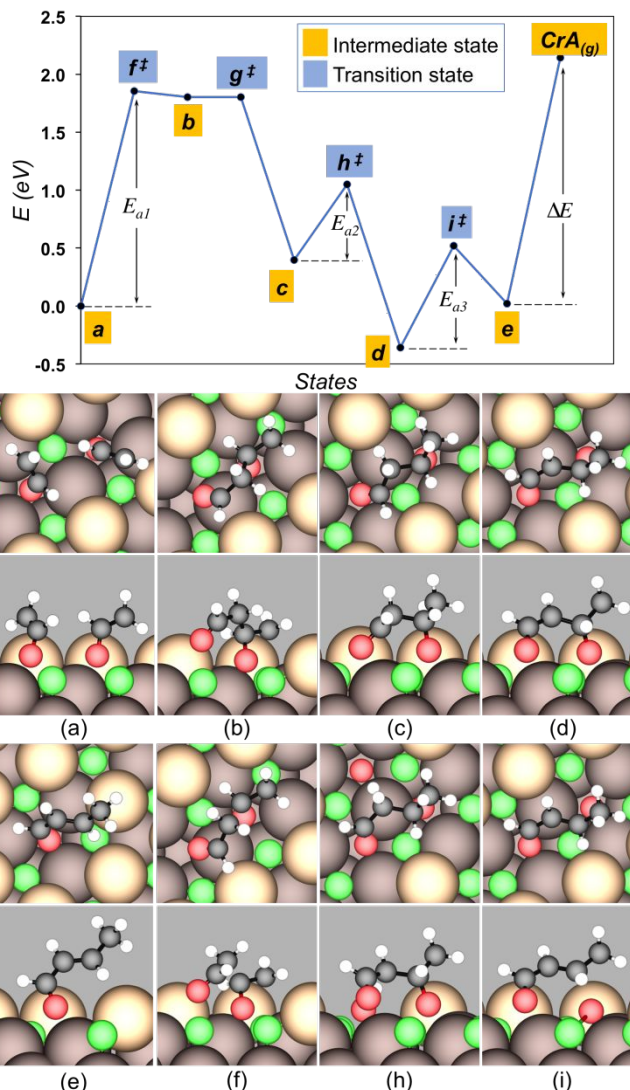 CrA(g)
Intermediate state
Transition state
f‡
g‡
b
h‡
i‡
c
a
d
e
Ea1
Ea2
Ea3
ΔE
E (eV)
2.5
2.0
1.5
1.0
0.5
0.0
-0.5
States
(a) (b) (c) (d)
(e) (f) (h) (i)